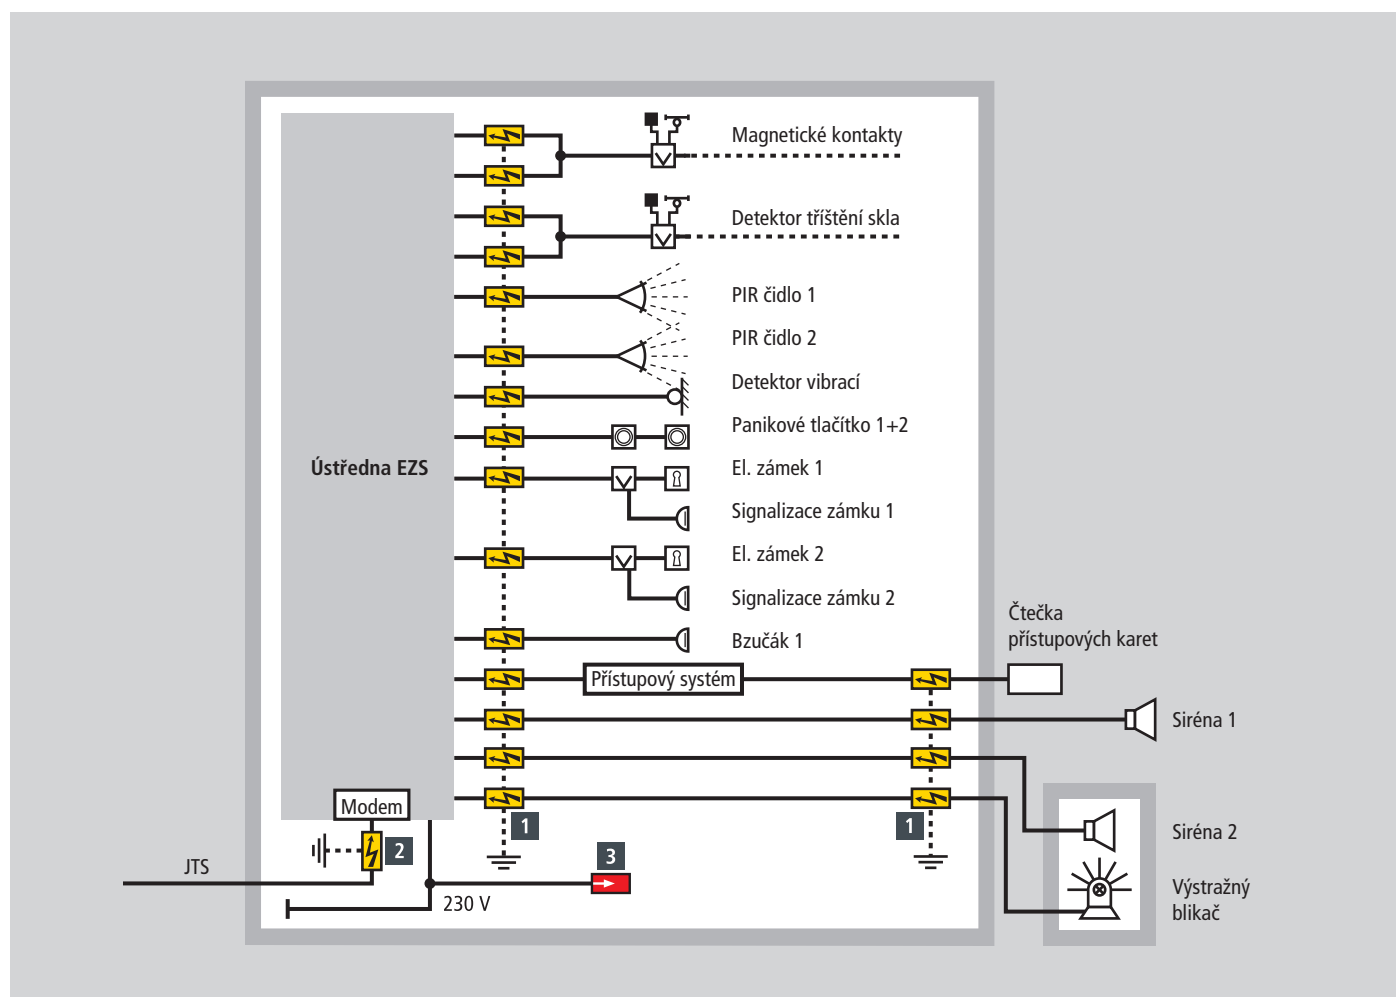 Magnetické kontakty
Detektor tříštění skla
PIR čidlo 1
PIR čidlo 2
Detektor vibrací
Panikové tlačítko 1+2
Ústředna EZS
El. zámek 1
Signalizace zámku 1
El. zámek 2
Signalizace zámku 2
Bzučák 1
Čtečka
přístupových karet
Přístupový systém
Siréna 1
Modem
1
1
2
3
Siréna 2
JTS
230 V
Výstražný
blikač